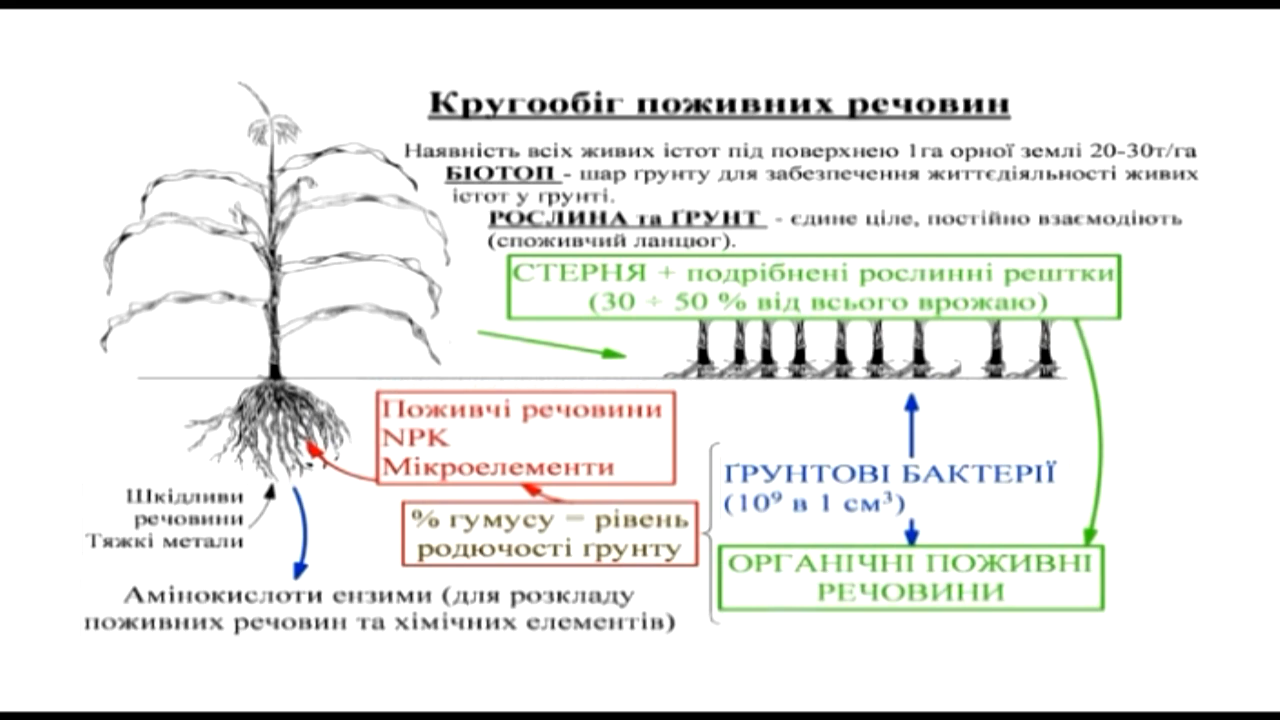 Кругообіг поживних речовин
Наявність всіх живих істот під поверхнею 1га орної землі 20-30т/га
БІОТОП - шар ґрунту для забезпечення життєдіяльності живих
істот у ґрунті.
РОСЛИНА та ҐРУНТ - єдине ціле, постійно взаємодіють
(споживчий ланцюг).
СТЕРНЯ + подрібнені рослинні рештки
(30 ÷ 50 % від всього врожаю)
Поживчі речовини
NPK
Мікроелементи
ҐРУНТОВІ БАКТЕРІЇ
(10⁹ в 1 см³)
Шкідливи
речовини
Тяжкі метали
% гумусу = рівень
родючості ґрунту
ОРГАНІЧНІ ПОЖИВНІ
РЕЧОВИНИ
Амінокислоти ензими (для розкладу
поживних речовин та хімічних елементів)